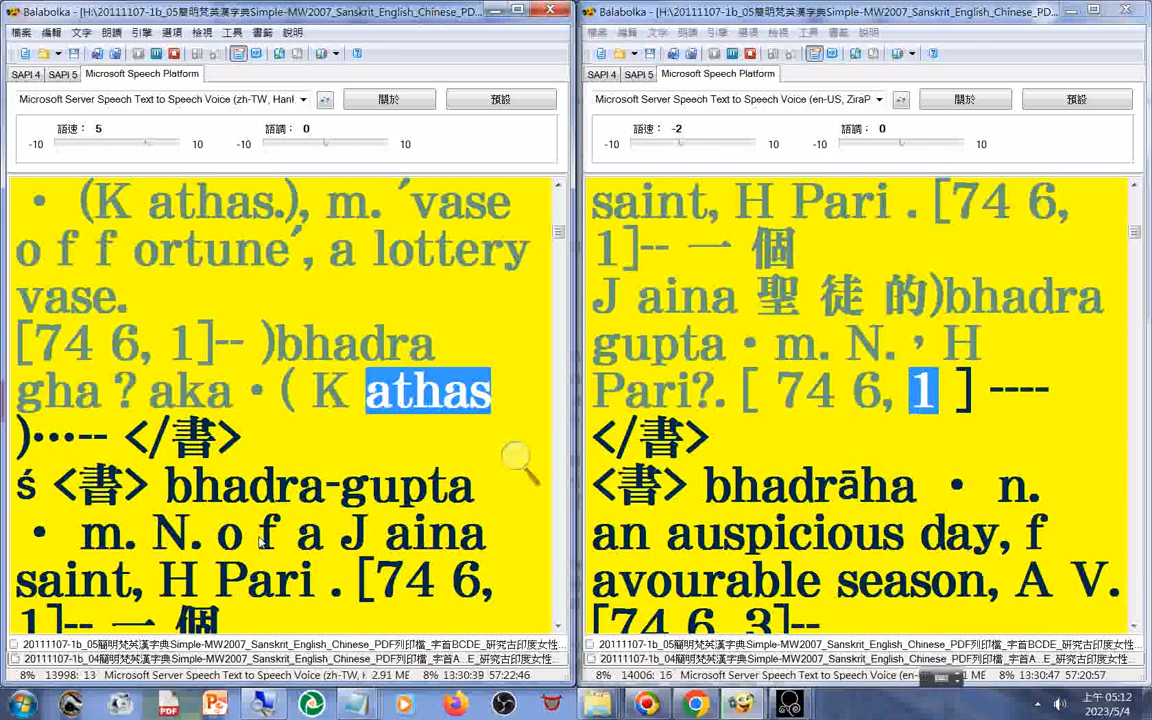 Balabolka - [H:\20111107-1b_05簡明梵英漢字典Simple-MW2007_Sanskrit_English_Chinese_PD...
檔案 編輯 文字 朗讀 引擎 選項 檢視 工具 書籤 說明
SAPI 4 SAPI 5 Microsoft Speech Platform
Microsoft Server Speech Text to Speech Voice (zh-TW, HanI
關於 預設
語速： 5 語調： 0
-10 10 -10 10
• (K athas.), m. ′vase
o f f ortune′, a lottery
vase.
[74 6, 1]-- )bhadra
gha ? aka • ( K athas
)…-- </書>
ś <書> bhadra-gupta
• m. N. o f a J aina
saint, H Pari . [74 6,
1]-- 一 個
20111107-1b_05簡明梵英漢字典Simple-MW2007_Sanskrit_English_Chinese_PDF列印檔_字首BCDE_研究古印度女性...
20111107-1b_04簡明梵英漢字典Simple-MW2007_Sanskrit_English_Chinese_PDF列印檔_字首A...E_研究古印度女性...
8% 13998: 13 Microsoft Server Speech Text to Speech Voice (zh-TW, H 2.91 ME 8% 13:30:39 57:22:46
Balabolka - [H:\20111107-1b_05簡明梵英漢字典Simple-MW2007_Sanskrit_English_Chinese_PD...
檔案 編輯 文字 朗讀 引擎 選項 檢視 工具 書籤 說明
SAPI 4 SAPI 5 Microsoft Speech Platform
Microsoft Server Speech Text to Speech Voice (en-US, ZiraP
關於 預設
語速： -2 語調： 0
-10 10 -10 10
saint, H Pari . [74 6,
1]-- 一 個
J aina 聖 徒 的)bhadra
gupta • m. N.，H
Pari?. [ 74 6, 1 ] ----
</書>
<書> bhadrāha • n.
an auspicious day, f
avourable season, A V.
[74 6, 3]--
20111107-1b_05簡明梵英漢字典Simple-MW2007_Sanskrit_English_Chinese_PDF列印檔_字首BCDE_研究古印度女性...
20111107-1b_04簡明梵英漢字典Simple-MW2007_Sanskrit_English_Chinese_PDF列印檔_字首A...E_研究古印度女性...
8% 14006: 16 Microsoft Server Speech Text to Speech Voice (en-US, ME 8% 13:30:47 57:20:57
PDF
上午 05:12
2023/5/4